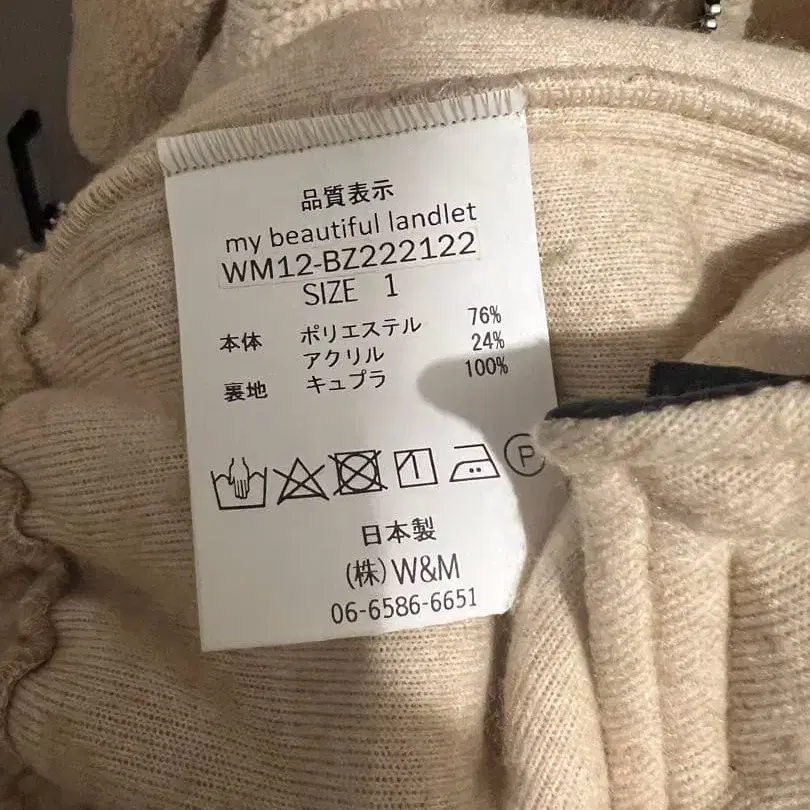 品質表示
my beautiful landlet
WM12-BZ222122
SIZE 1
本体 ポリエステル 76%
アクリル 24%
裏地 キュプラ 100%
P
日本製
(株)W&M
06-6586-6651